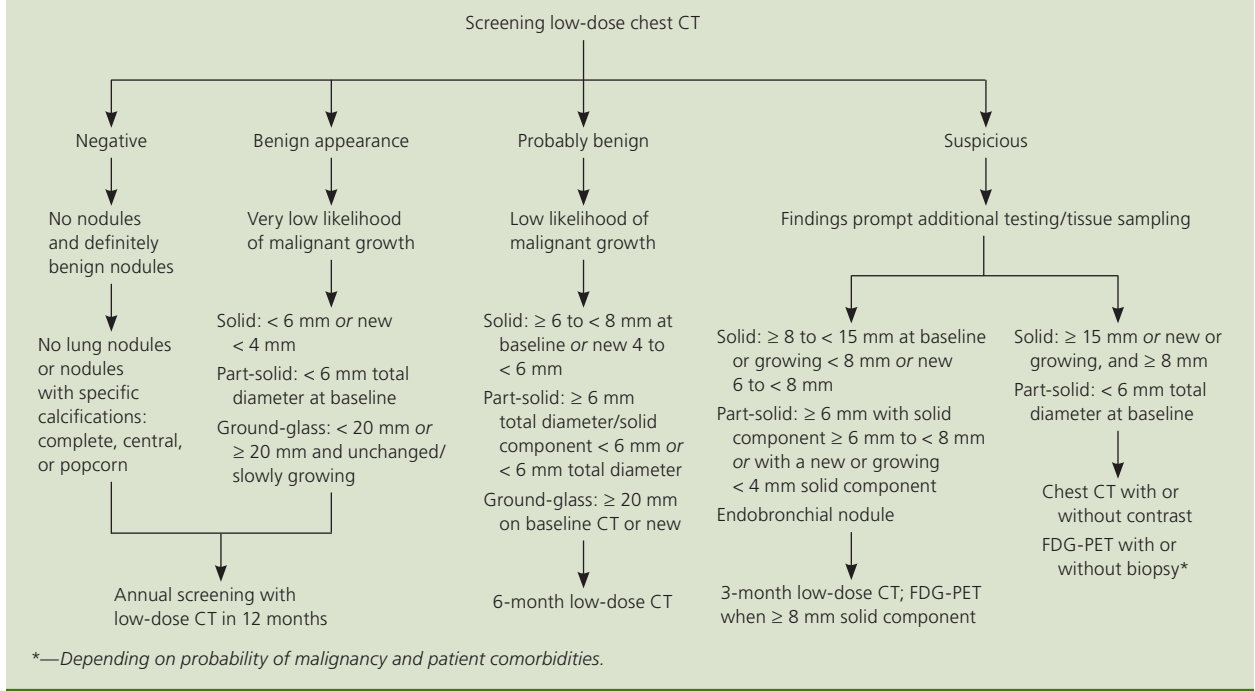 Screening low-dose chest CT
Negative
Benign appearance
Probably benign
Suspicious
No nodules
and definitely
benign nodules
Very low likelihood
of malignant growth
Low likelihood of
malignant growth
Findings prompt additional testing/tissue sampling
No lung nodules
or nodules
with specific
calcifications:
complete, central,
or popcorn
Solid: < 6 mm or new
< 4 mm
Part-solid: < 6 mm total
diameter at baseline
Ground-glass: < 20 mm or
≥ 20 mm and unchanged/
slowly growing
Solid: ≥ 6 to < 8 mm at
baseline or new 4 to
< 6 mm
Part-solid: ≥ 6 mm
total diameter/solid
component < 6 mm or
< 6 mm total diameter
Ground-glass: ≥ 20 mm
on baseline CT or new
Solid: ≥ 8 to < 15 mm at baseline
or growing < 8 mm or new
6 to < 8 mm
Part-solid: ≥ 6 mm with solid
component ≥ 6 mm to < 8 mm
or with a new or growing
< 4 mm solid component
Endobronchial nodule
Solid: ≥ 15 mm or new or
growing, and ≥ 8 mm
Part-solid: < 6 mm total
diameter at baseline
Chest CT with or
without contrast
FDG-PET with or
without biopsy*
Annual screening with
low-dose CT in 12 months
6-month low-dose CT
3-month low-dose CT; FDG-PET
when ≥ 8 mm solid component
*—Depending on probability of malignancy and patient comorbidities.